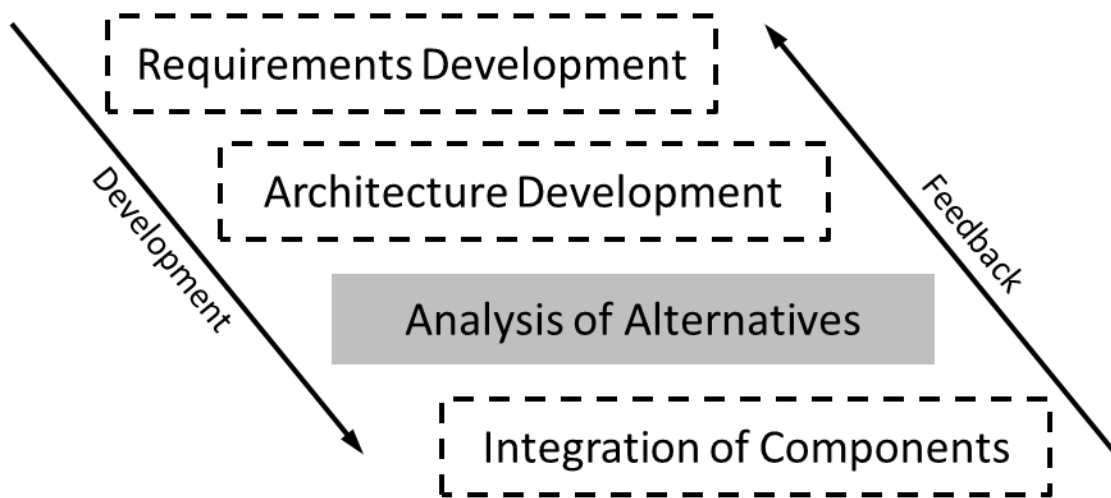 Requirements Development
Architecture Development
Development
Feedback
Analysis of Alternatives
Integration of Components